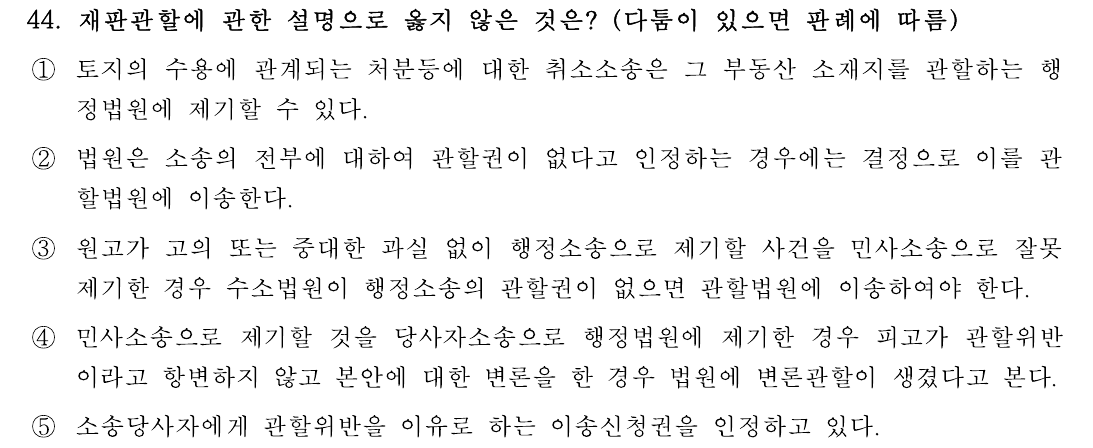 44. 재판관할에 관한 설명으로 옳지 않은 것은? (다툼이 있으면 판례에 따름)
① 토지의 수용에 관계되는 처분등에 대한 취소소송은 그 부동산 소재지를 관할하는 행
정법원에 제기할 수 있다.
② 법원은 소송의 전부에 대하여 관할권이 없다고 인정하는 경우에는 결정으로 이를 관
할법원에 이송한다.
③ 원고가 고의 또는 중대한 과실 없이 행정소송으로 제기할 사건을 민사소송으로 잘못
제기한 경우 수소법원이 행정소송의 관할권이 없으면 관할법원에 이송하여야 한다.
④ 민사소송으로 제기할 것을 당사자소송으로 행정법원에 제기한 경우 피고가 관할위반
이라고 항변하지 않고 본안에 대한 변론을 한 경우 법원에 변론관할이 생겼다고 본다.
⑤ 소송당사자에게 관할위반을 이유로 하는 이송신청권을 인정하고 있다.